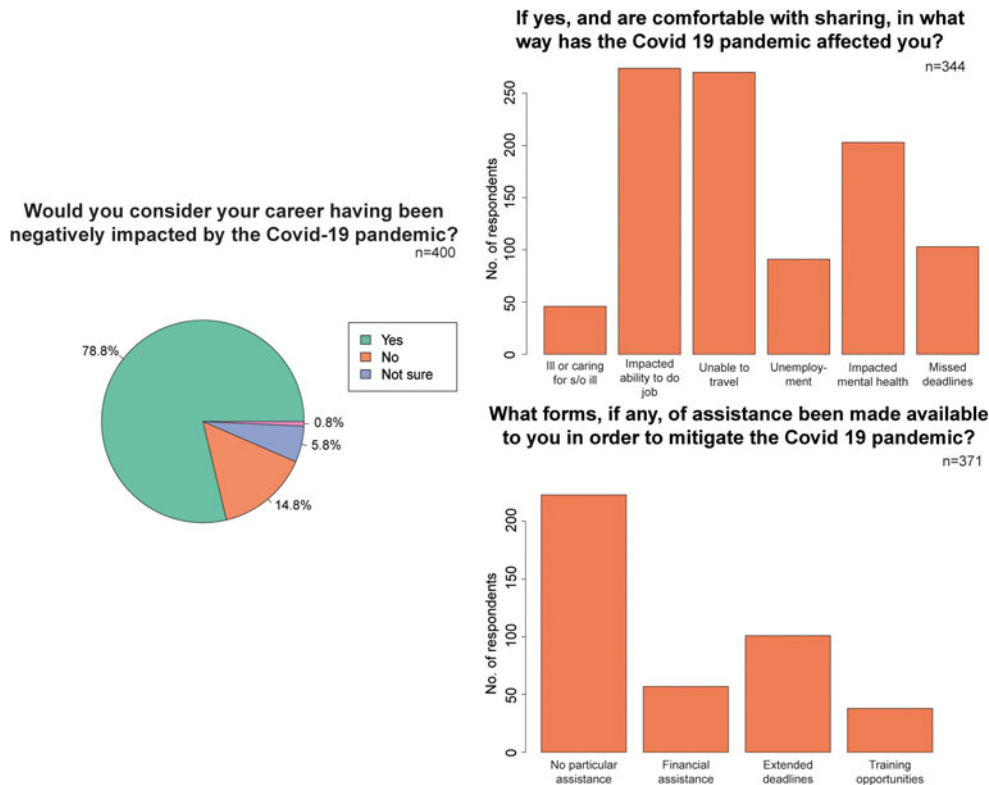 Would you consider your career having been
negatively impacted by the Covid-19 pandemic?
n=400
78.8%
0.8%
5.8%
14.8%
Yes
No
Not sure
If yes, and are comfortable with sharing, in what
way has the Covid 19 pandemic affected you?
n=344
No. of respondents
250
200
150
100
50
0
Ill or caring
for s/o ill
Impacted
ability to do
job
Unable to
travel
Unemploy-
ment
Impacted
mental health
Missed
deadlines
What forms, if any, of assistance been made available
to you in order to mitigate the Covid 19 pandemic?
n=371
No. of respondents
200
100
50
0
No particular
assistance
Financial
assistance
Extended
deadlines
Training
opportunities